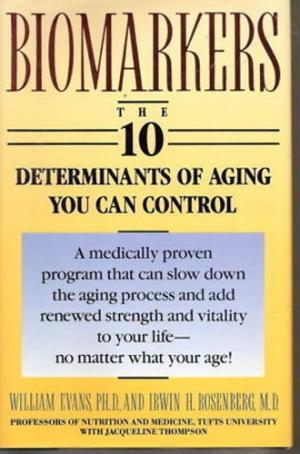 BIOMARKERS
THE
10
DETERMINANTS OF AGING
YOU CAN CONTROL
A medically proven
program that can slow down
the aging process and add
renewed strength and vitality
to your life—
no matter what your age!
WILLIAM EVANS, PH.D., AND IRWIN H. ROSENBERG, M.D.
PROFESSORS OF NUTRITION AND MEDICINE, TUFTS UNIVERSITY
WITH JACQUELINE THOMPSON